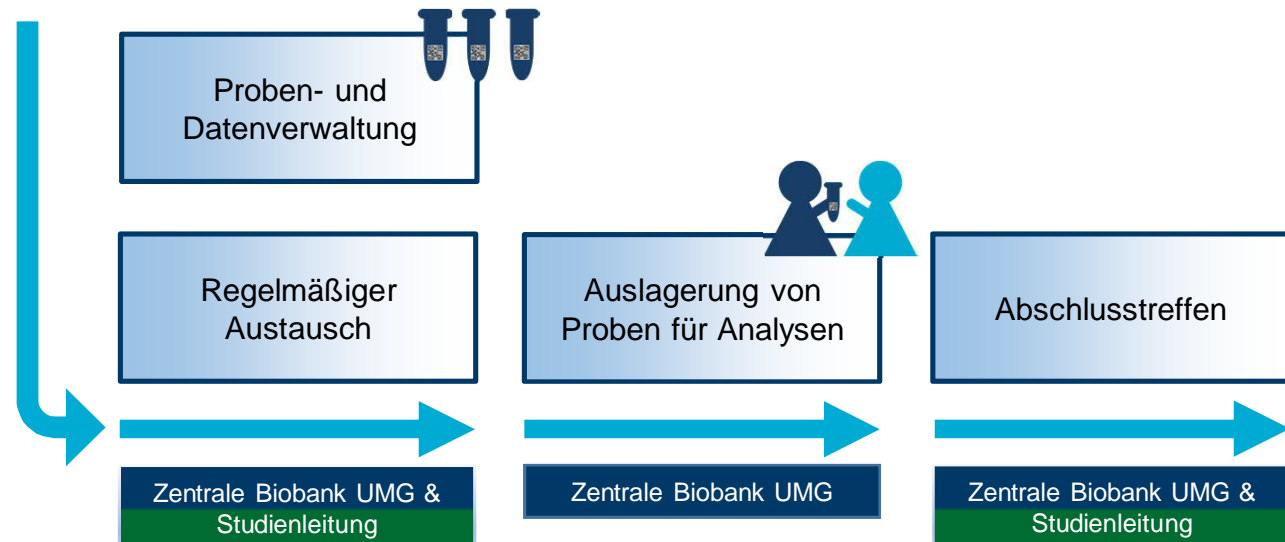 Proben- und
Datenverwaltung
Regelmäßiger
Austausch
Auslagerung von
Proben für Analysen
Abschlusstreffen
Zentrale Biobank UMG &
Studienleitung
Zentrale Biobank UMG
Zentrale Biobank UMG &
Studienleitung